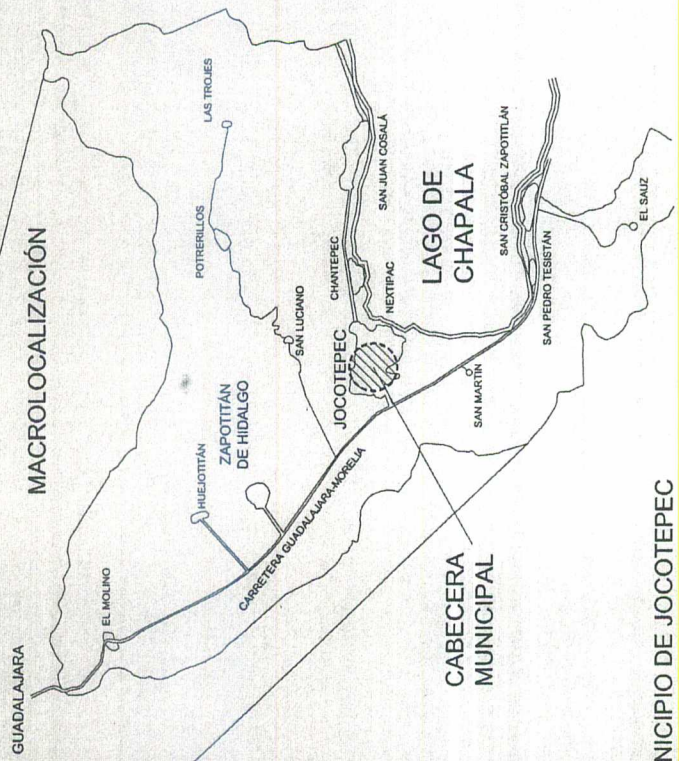 MACROLOCALIZACIÓN
GUADALAJARA
EL MOLINO
HUEJOTITÁN
ZAPOTITÁN
DE HIDALGO
CARRETERA GUADALAJARA-MORELIA
POTRERILLOS
LAS TROJES
SAN LUCIANO
JOCOTEPEC
CHANTEPEC
NEXTIPAC
SAN JUAN COSALÁ
LAGO DE
CHAPALA
CABECERA
MUNICIPAL
SAN MARTIN
SAN CRISTÓBAL ZAPOTITLÁN
SAN PEDRO TESISTÁN
EL SAUZ
NICIPIO DE JOCOTEPEC